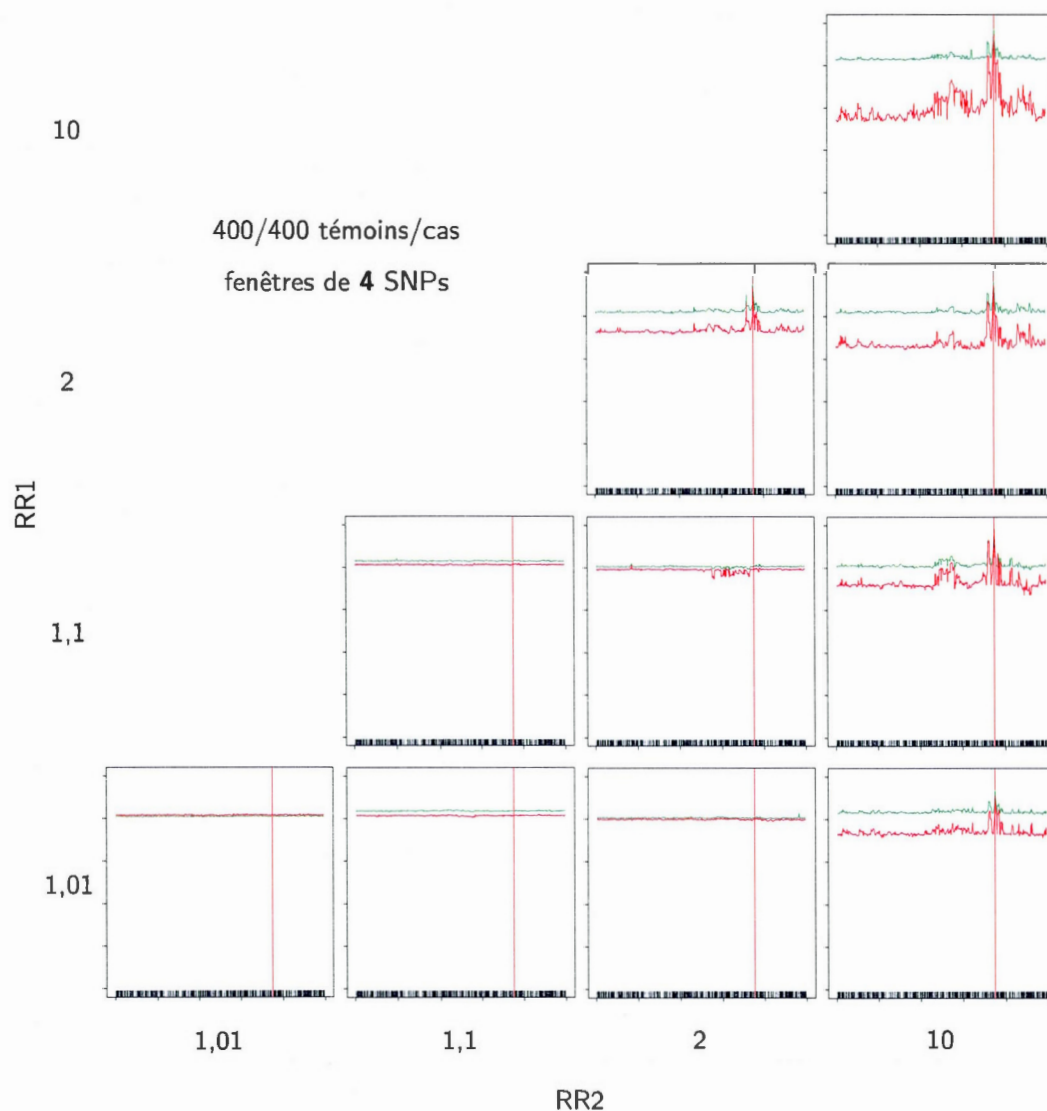 10
400/400 témoins/cas
fenêtres de 4 SNPs
2
RR1
1,1
1,01
1,01 1,1 2 10
RR2